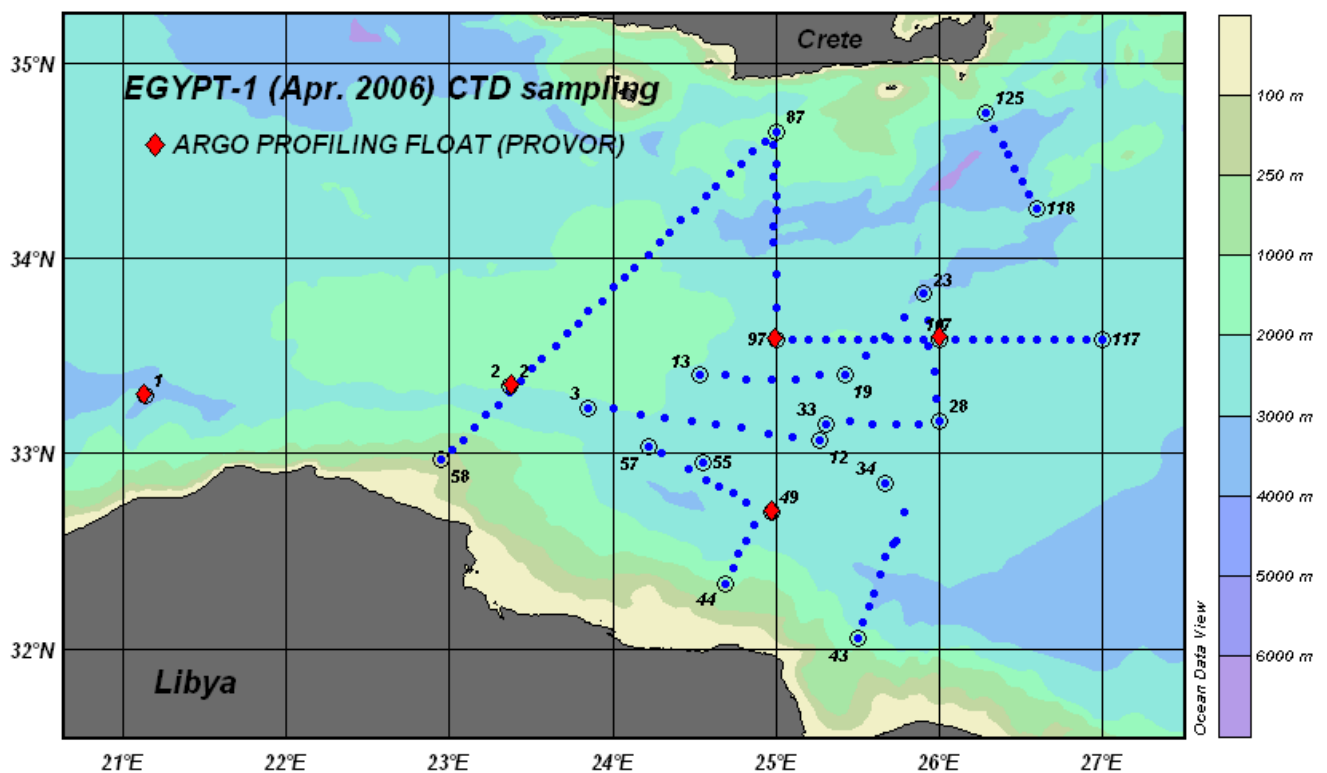 Crete
35°N
EGYPT-1 (Apr. 2006) CTD sampling
100 m
125
87
ARGO PROFILING FLOAT (PROVOR)
250 m
118
34°N
1000 m
23
97
117
2000 m
13
19
1
2 2
3
33
28
3000 m
33°N
12
57
55
34
58
49
4000 m
44
5000 m
32°N
43
Libya
6000 m
Ocean Data View
21°E 22°E 23°E 24°E 25°E 26°E 27°E